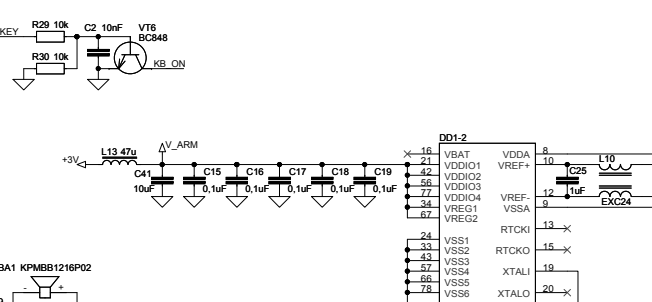 KEY
R29 10k
C2 10nF
VT6
BC848
R30 10k
KB_ON
+3V
L13 47u
V_ARM
C41
10uF
C15
0,1uF
C16
0,1uF
C17
0,1uF
C18
0,1uF
C19
0,1uF
DD1-2
16 VBAT
21 VDDIO1
42 VDDIO2
56 VDDIO3
77 VDDIO4
34 VREG1
67 VREG2
24 VSS1
33 VSS2
43 VSS3
57 VSS4
66 VSS5
78 VSS6
VDDA 8
VREF+ 10
VREF- 12
VSSA 9
RTCKI 13
RTCKO 15
XTALI 19
XTALO 20
C25
1uF
L10
EXC24
BA1 KPMBB1216P02
- +